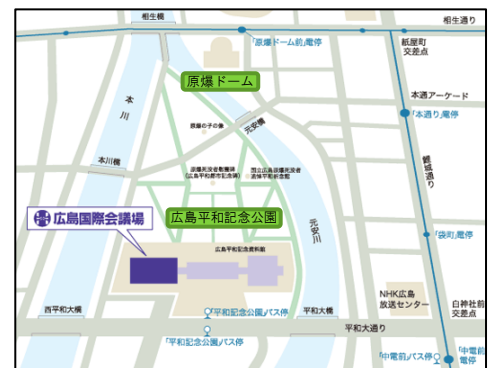 相生橋
相生通り
「原爆ドーム前」電停
紙屋町
交差点
原爆ドーム
本通アーケード
「本通り」電停
本川
原爆の子の像
元安橋
本川橋
原爆死没者慰霊碑
(広島平和都市記念碑)
国立広島原爆死没者
追悼平和祈念館
鯉城通り
広島国際会議場
広島平和記念公園
元安川
「袋町」電停
広島平和記念資料館
NHK広島
放送センター
白神社前
交差点
西平和大橋
「平和記念公園」バス停
平和大橋
平和大通り
「平和記念公園」バス停
「中電前」バス停
「中電前」
電停